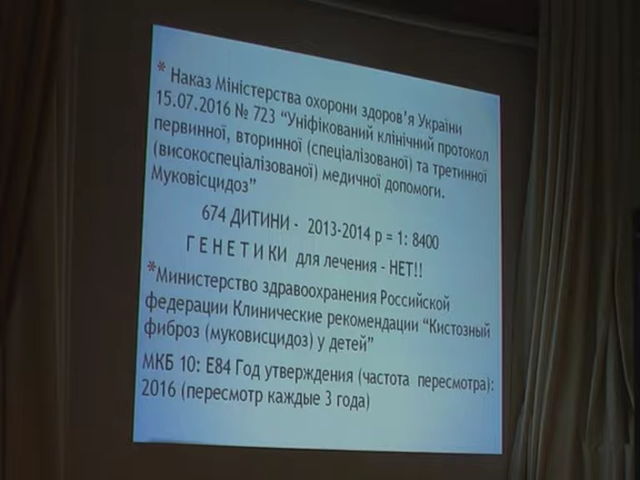 * Наказ Міністерства охорони здоров'я України
15.07.2016 № 723 "Уніфікований клінічний протокол
первинної, вторинної (спеціалізованої) та третинної
(високоспеціалізованої) медичної допомоги.
Муковісцидоз"
674 ДИТИНИ - 2013-2014 р = 1: 8400
Г Е Н Е Т И КИ для лечения - НЕТ!!
*Министерство здравоохранения Российской
федерации Клинические рекомендации "Кистозный
фиброз (муковисцидоз) у детей"
МКБ 10: Е84 Год утверждения (частота пересмотра):
2016 (пересмотр каждые 3 года)